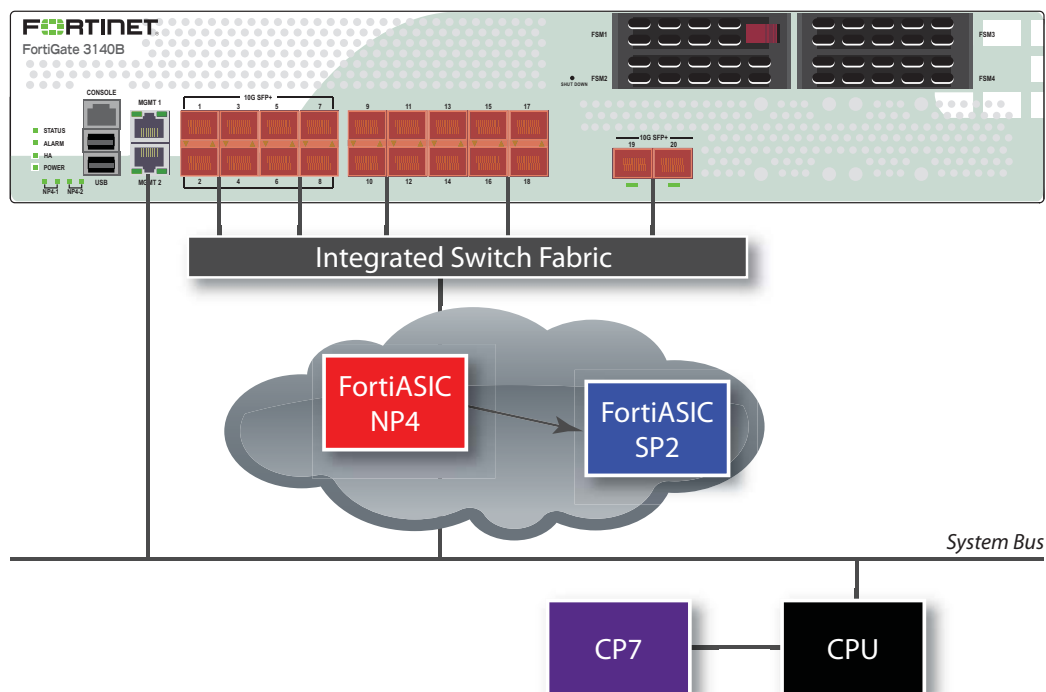 FORTINET
FortiGate 3140B
FSM1
FSM3
SHUT DOWN
FSM2
FSM4
CONSOLE
MGMT 1
10G SFP+
1 3 5 7
9 11 13 15 17
STATUS
ALARM
HA
POWER
10G SFP+
19 20
USB
MGMT 2
2 4 6 8
10 12 14 16 18
NP4-1 NP4-2
Integrated Switch Fabric
FortiASIC
NP4
FortiASIC
SP2
System Bus
CP7
CPU